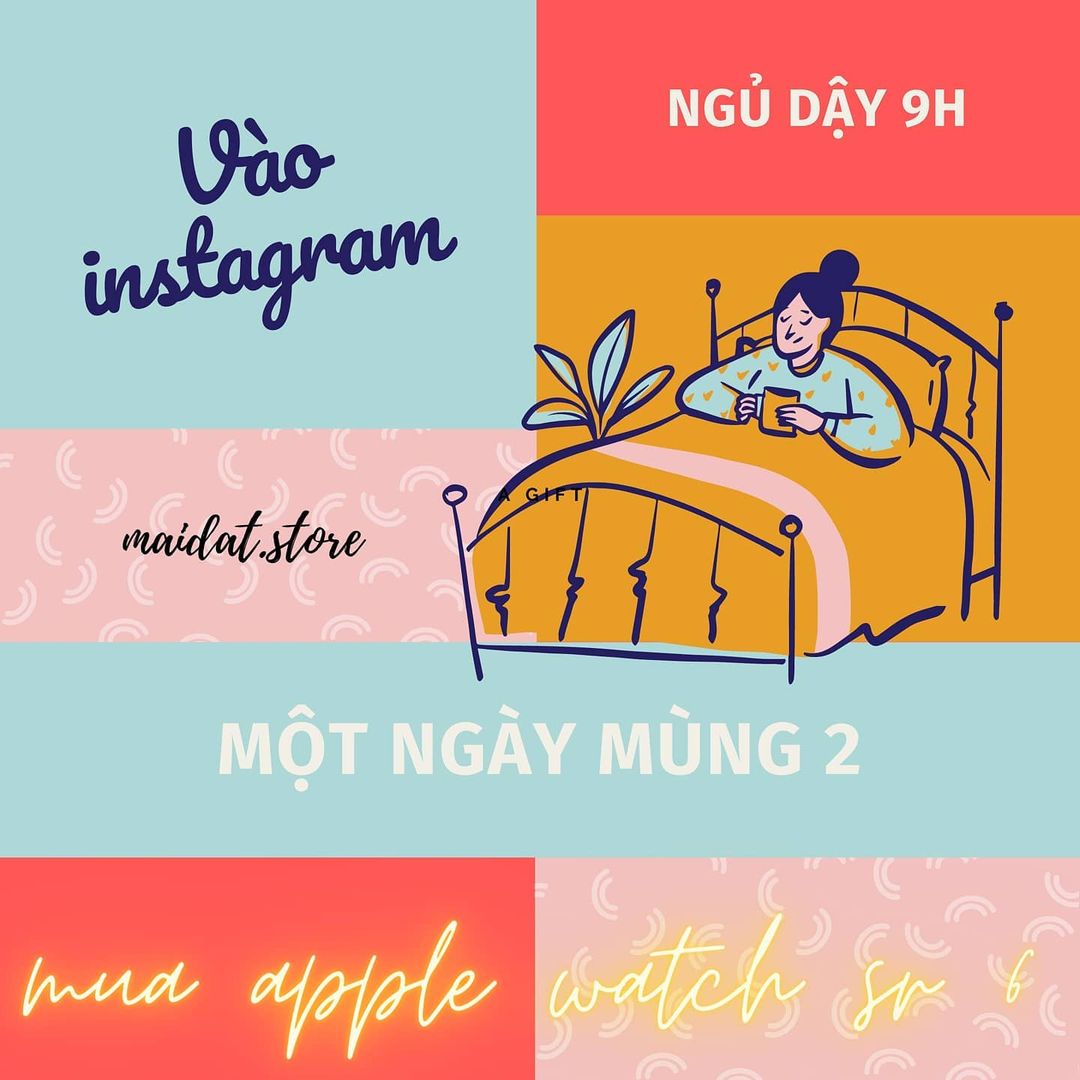 Vào
instagram
NGỦ DẬY 9H
A GIFT
maidat.store
MỘT NGÀY MÙNG 2
mua apple watch sr 6